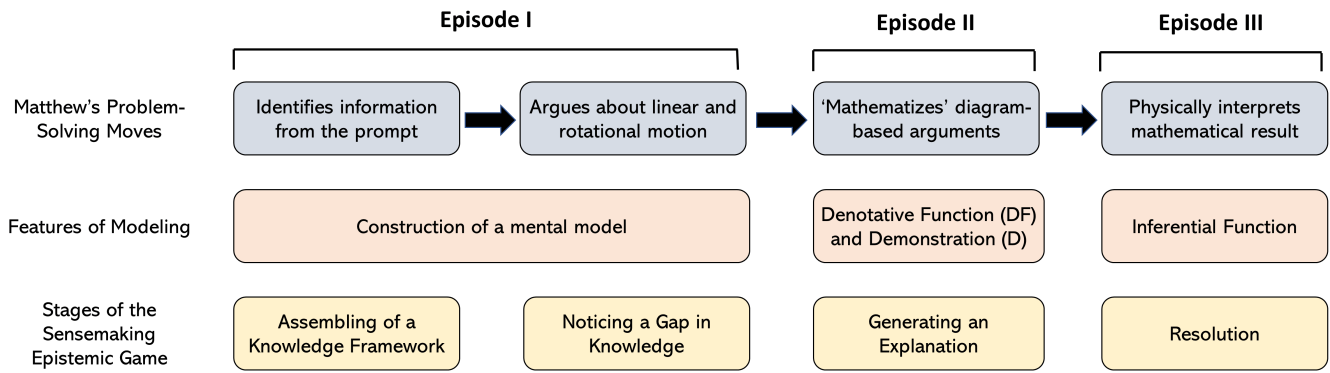 Episode I
Episode II
Episode III
Matthew's Problem-
Solving Moves
Identifies information
from the prompt
Argues about linear and
rotational motion
‘Mathematizes’ diagram-
based arguments
Physically interprets
mathematical result
Features of Modeling
Construction of a mental model
Denotative Function (DF)
and Demonstration (D)
Inferential Function
Stages of the
Sensemaking
Epistemic Game
Assembling of a
Knowledge Framework
Noticing a Gap in
Knowledge
Generating an
Explanation
Resolution